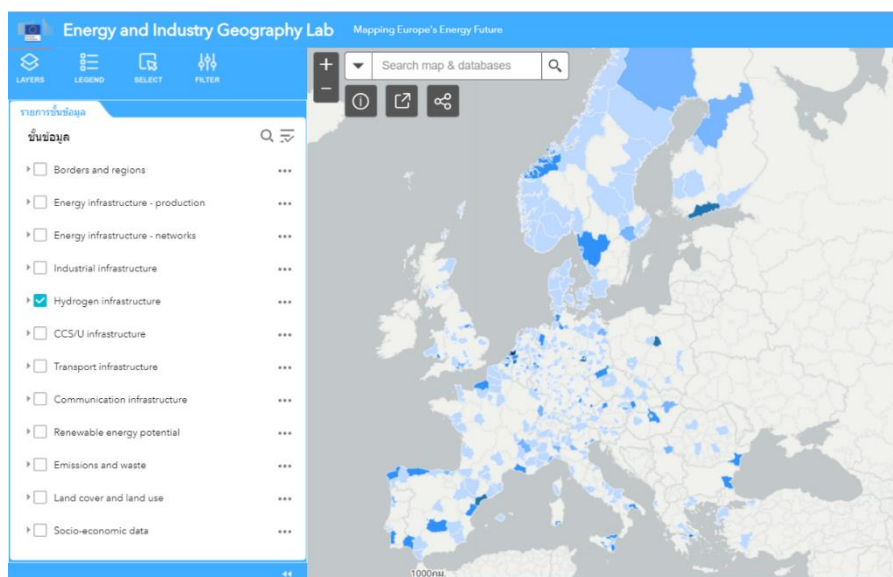 Energy and Industry Geography Lab
Mapping Europe's Energy Future
LAYERS
LEGEND
SELECT
FILTER
+
−
Search map & databases
รายการชั้นข้อมูล
ชั้นข้อมูล
Borders and regions
Energy infrastructure - production
Energy infrastructure - networks
Industrial infrastructure
Hydrogen infrastructure
CCS/U infrastructure
Transport infrastructure
Communication infrastructure
Renewable energy potential
Emissions and waste
Land cover and land use
Socio-economic data
1000กม.